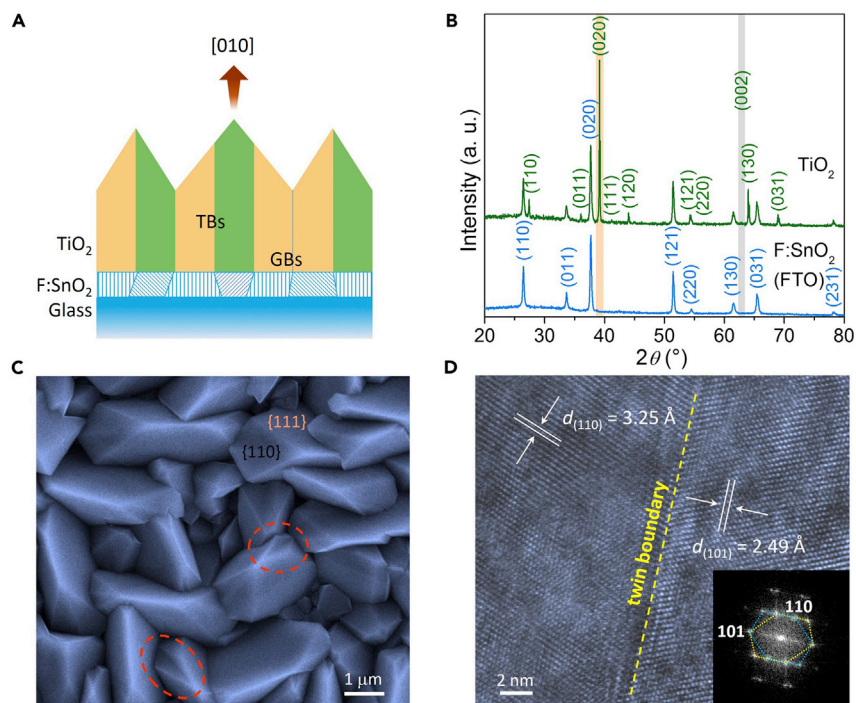 A
[010]
TiO₂
TBs
GBs
F:SnO₂
Glass
B
Intensity (a. u.)
(110)
(011)
(020)
(111)
(120)
(121)
(220)
(002)
(130)
(031)
TiO₂
(110)
(011)
(020)
(121)
(220)
(130)
(031)
(231)
F:SnO₂
(FTO)
20 30 40 50 60 70 80
2θ (°)
C
{111}
{110}
1 μm
D
d(110) = 3.25 Å
twin boundary
d(101) = 2.49 Å
110
101
2 nm